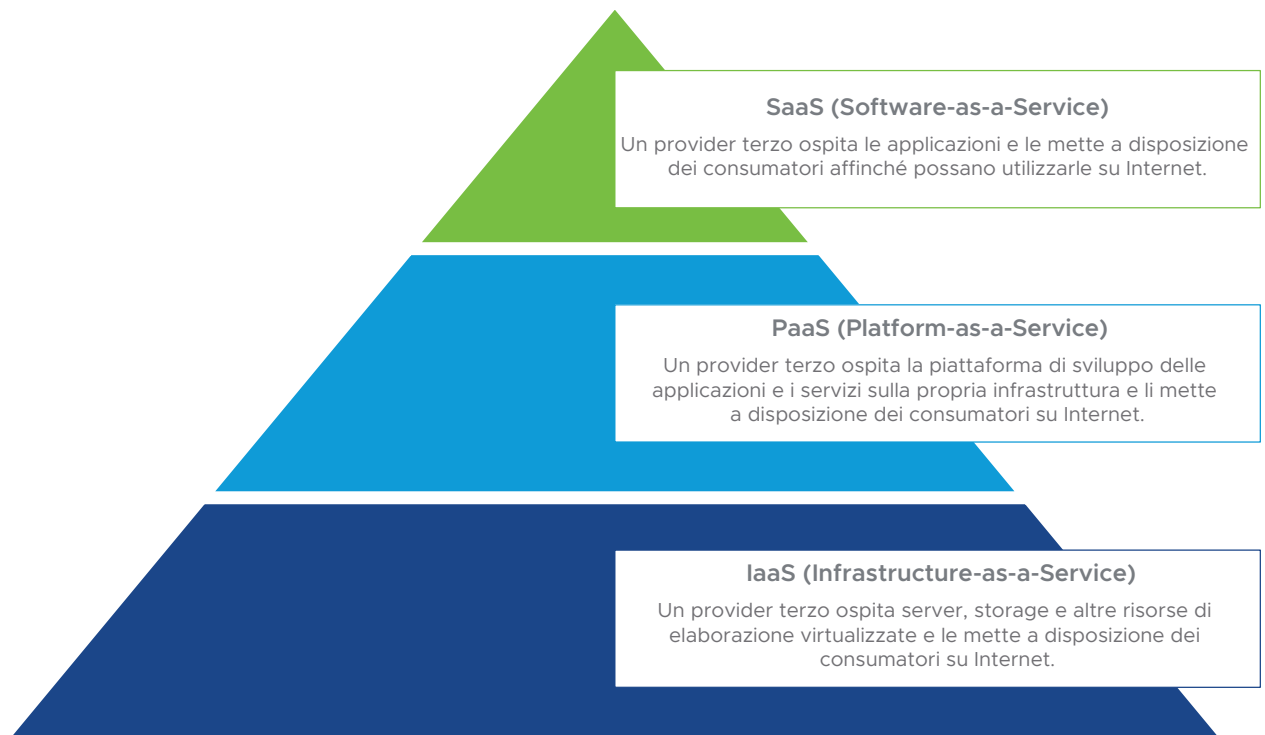 SaaS (Software-as-a-Service)
Un provider terzo ospita le applicazioni e le mette a disposizione
dei consumatori affinché possano utilizzarle su Internet.
PaaS (Platform-as-a-Service)
Un provider terzo ospita la piattaforma di sviluppo delle
applicazioni e i servizi sulla propria infrastruttura e li mette
a disposizione dei consumatori su Internet.
IaaS (Infrastructure-as-a-Service)
Un provider terzo ospita server, storage e altre risorse di
elaborazione virtualizzate e le mette a disposizione dei
consumatori su Internet.